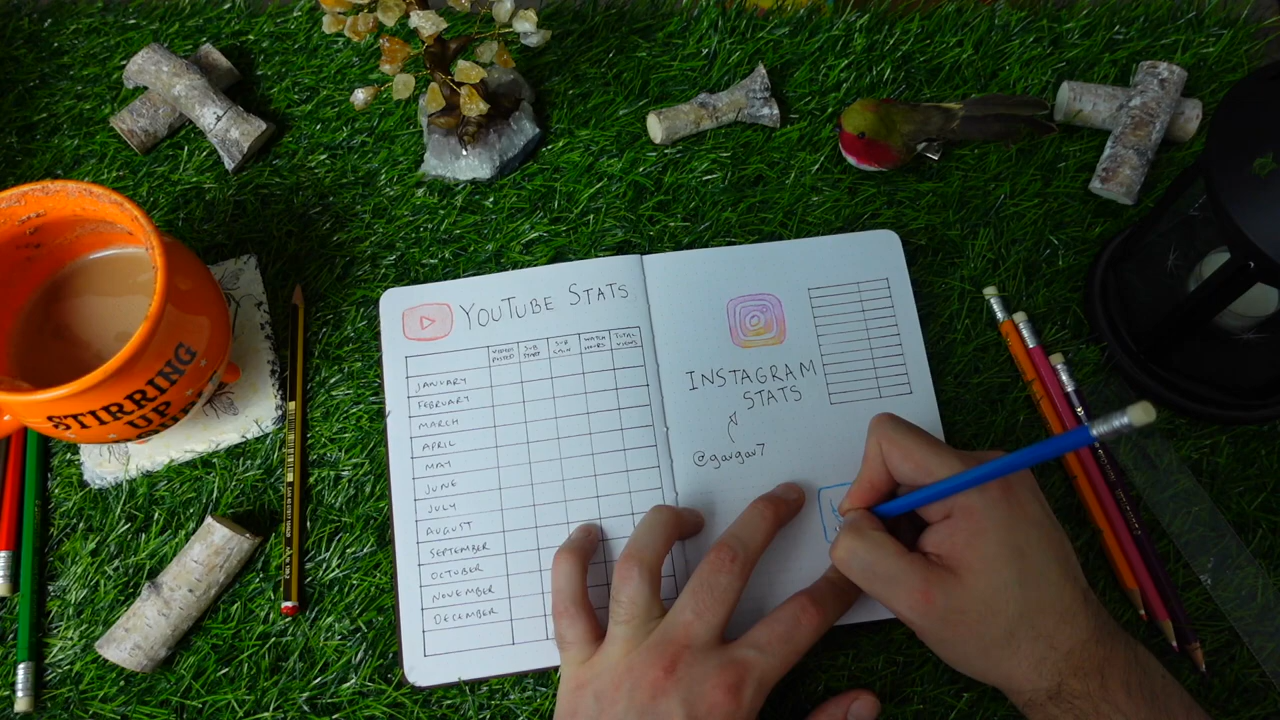 STIRRING
UP
YOUTUBE STATS
VIDEOS POSTED
SUB START
SUB GAIN
WATCH HOURS
TOTAL VIEWS
JANUARY
FEBRUARY
MARCH
APRIL
MAY
JUNE
JULY
AUGUST
SEPTEMBER
OCTOBER
NOVEMBER
DECEMBER
INSTAGRAM
STATS
@gavgav7